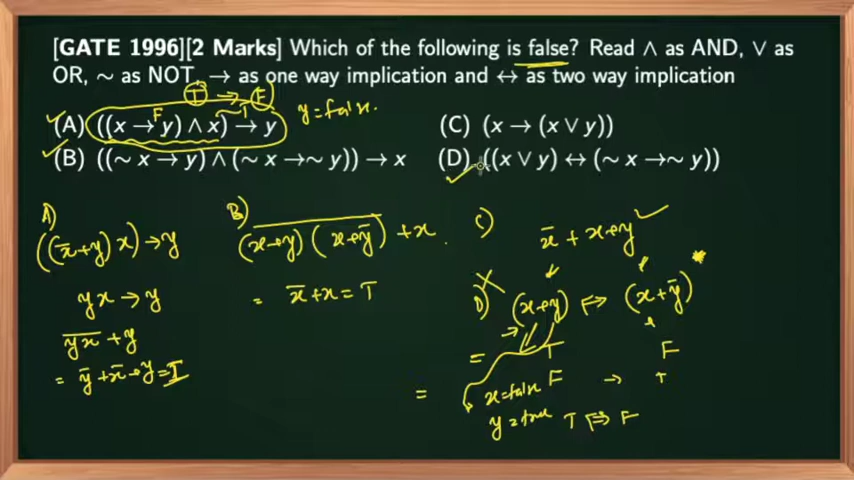 [GATE 1996][2 Marks] Which of the following is false? Read ∧ as AND, ∨ as
OR, ∼ as NOT, → as one way implication and ↔ as two way implication
T → F
F T
(A) ((x → y) ∧ x) → y
y = false.
(C) (x → (x ∨ y))
(B) ((∼ x → y) ∧ (∼ x →∼ y)) → x
(D) ((x ∨ y) ↔ (∼ x →∼ y))
A)
((x̄+y) x) → y
yx → y
y̅x̅ + y
= ȳ + x̄ + y = T
B)
(x+y) (x+ȳ) + x
= x̄ + x = T
C)
x̄ + x + y
D) (x+y) ⇔ (x+ȳ)
= T F
= x = false F → T
y = true T ⇔ F